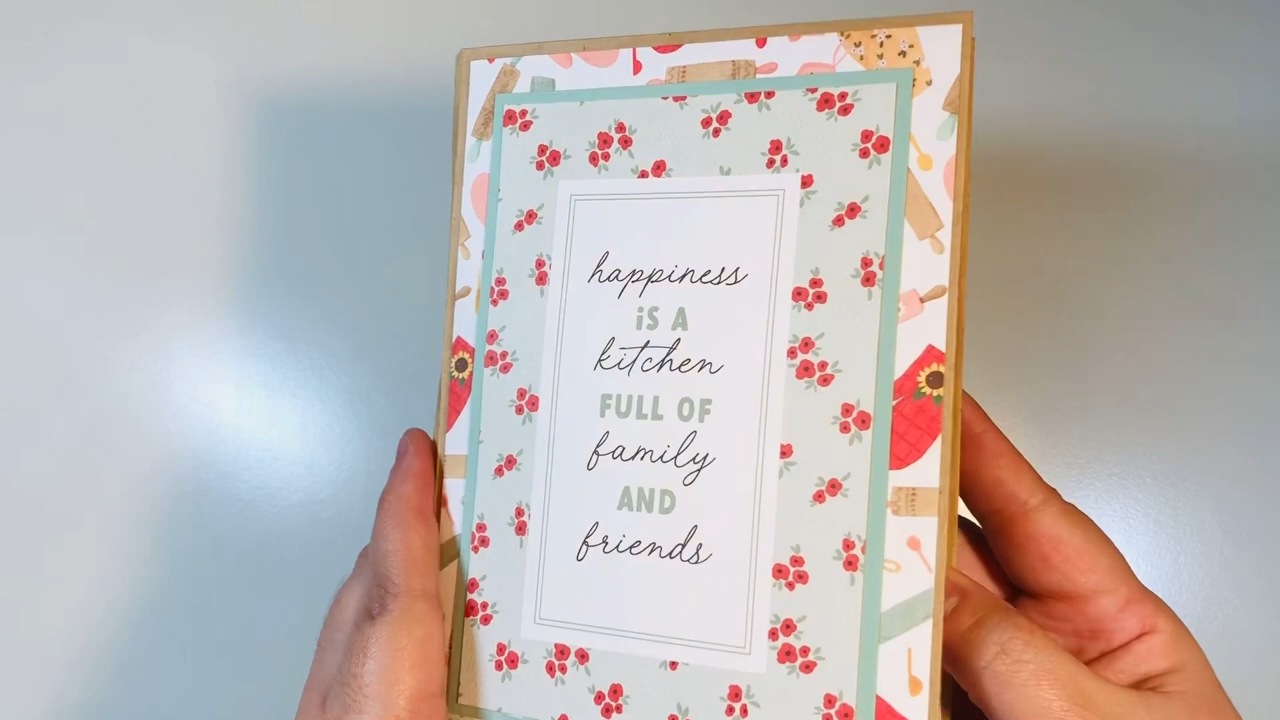 happiness
iS A
kitchen
FULL OF
family
AND
friends